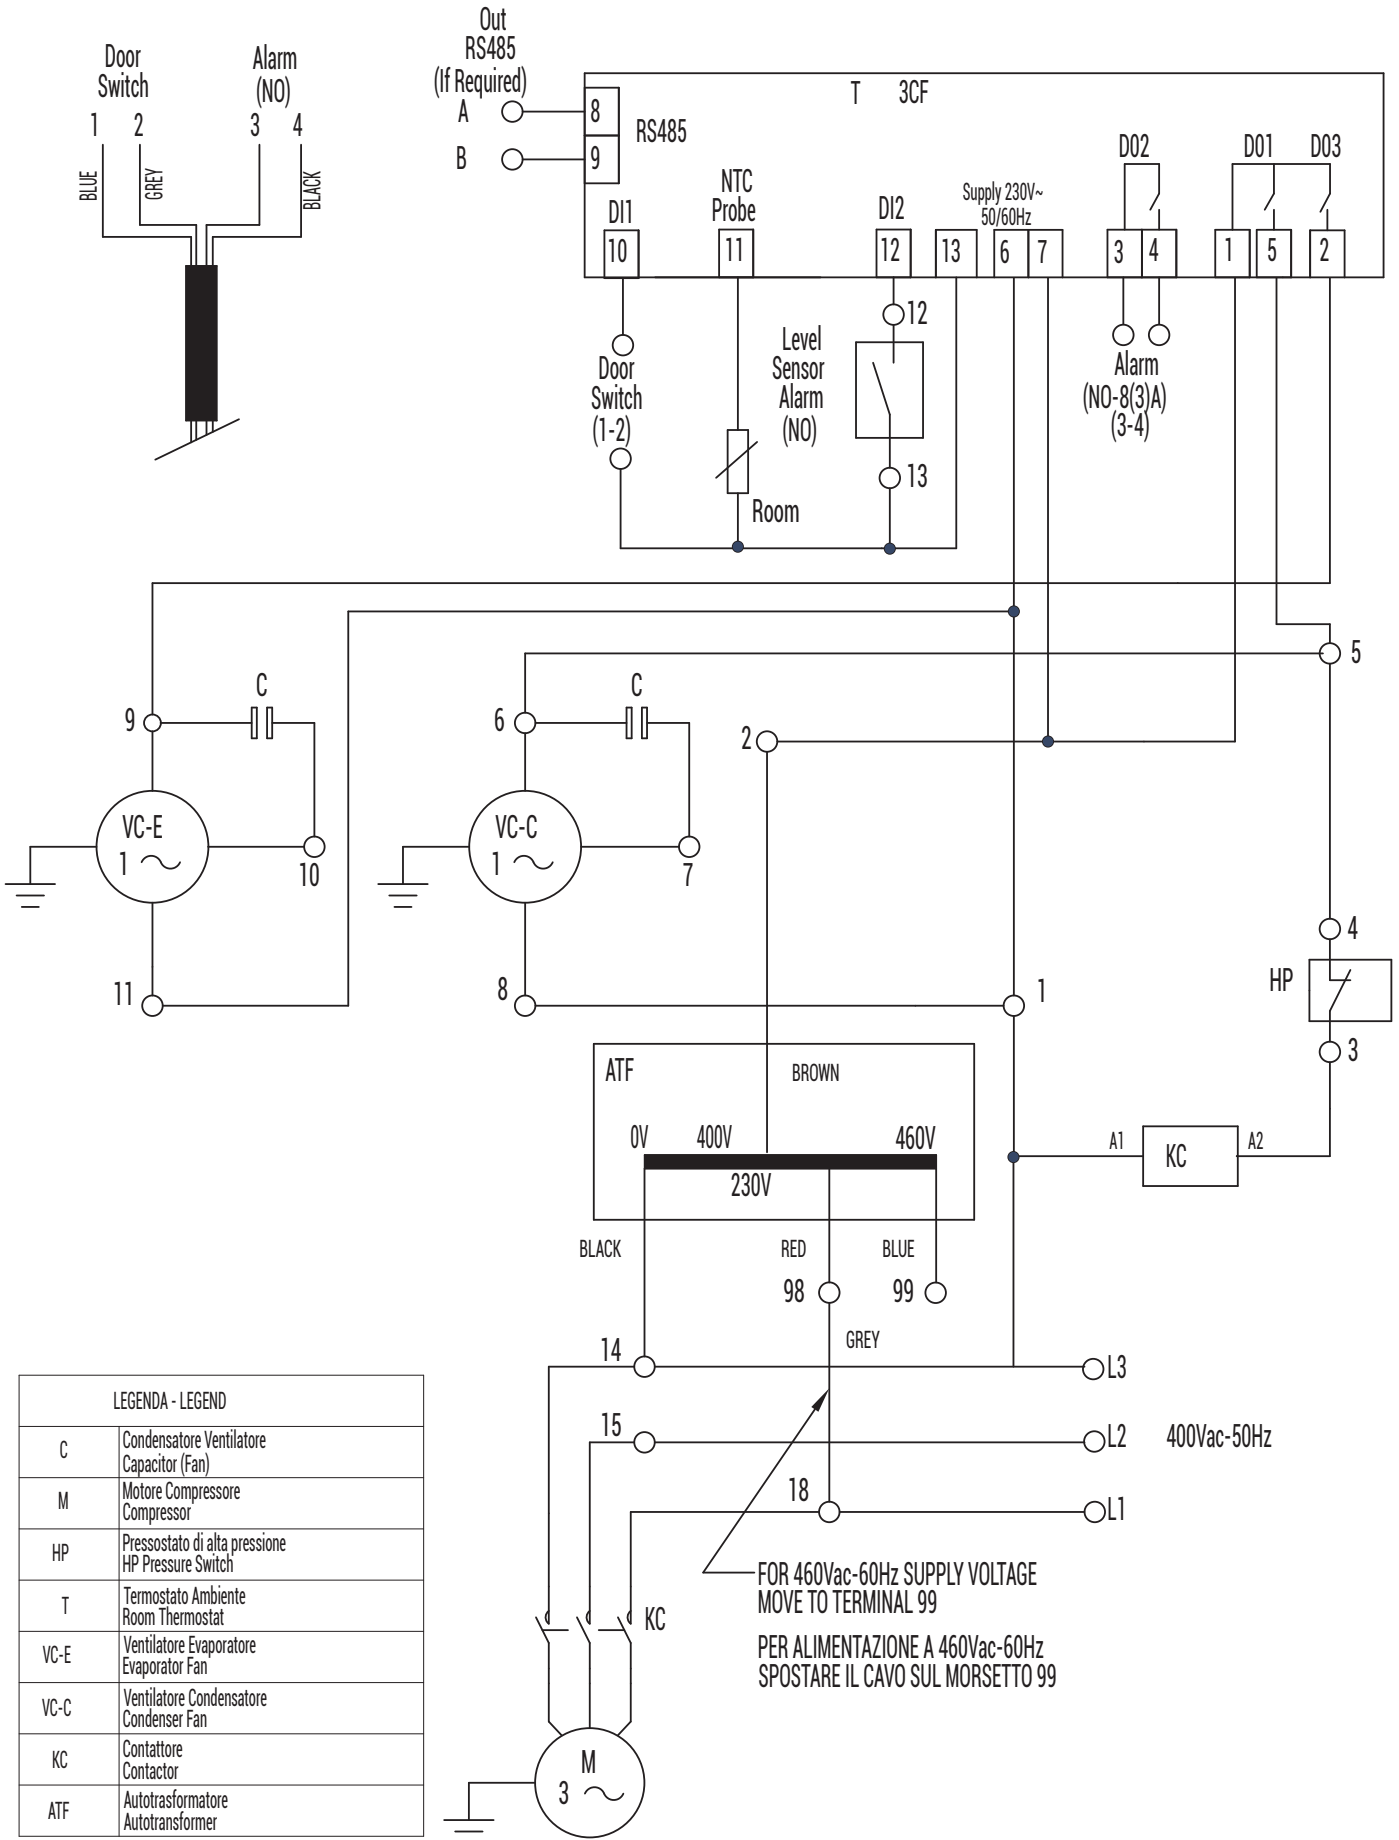 Out
RS485
(If Required)
Door
Switch
Alarm
(NO)
1 2 3 4
BLUE
GREY
BLACK
A
B
8
9
RS485
T 3CF
DI1
10
NTC
Probe
11
DI2
12
13
Supply 230V~
50/60Hz
6 7
DO2
3 4
DO1 DO3
1 5 2
Door
Switch
(1-2)
Level
Sensor
Alarm
(NO)
12
13
Room
Alarm
(NO-8(3)A)
(3-4)
5
9
C
VC-E
1
10
11
6
C
VC-C
1
7
8
2
1
4
HP
3
ATF
BROWN
0V 400V 460V
230V
A1 KC A2
BLACK RED BLUE
98 99
GREY
14 L3
15 L2 400Vac-50Hz
18 L1
FOR 460Vac-60Hz SUPPLY VOLTAGE
MOVE TO TERMINAL 99
PER ALIMENTAZIONE A 460Vac-60Hz
SPOSTARE IL CAVO SUL MORSETTO 99
KC
M
3
LEGENDA - LEGEND
C Condensatore Ventilatore
Capacitor (Fan)
M Motore Compressore
Compressor
HP Pressostato di alta pressione
HP Pressure Switch
T Termostato Ambiente
Room Thermostat
VC-E Ventilatore Evaporatore
Evaporator Fan
VC-C Ventilatore Condensatore
Condenser Fan
KC Contattore
Contactor
ATF Autotrasformatore
Autotransformer